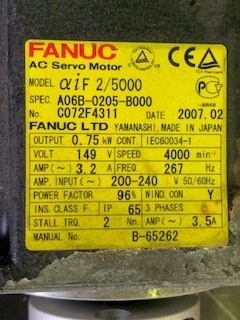 FANUC
AC Servo Motor
MODEL αiF 2/5000
SPEC. A06B-0205-B000
No. C072F4311 DATE 2007.02
FANUC LTD YAMANASHI, MADE IN JAPAN
OUTPUT 0.75 kW CONT. IEC60034-1
VOLT 149 V SPEED 4000 min⁻¹
AMP (~) 3.2 A FREQ 267 Hz
AMP. INPUT (~) 200-240 V 50/60Hz
POWER FACTOR 96% WIND. CON. Y
INS. CLASS F IP 65 3 PHASES
STALL TRQ. 2 Nm AMP (~) 3.5A
MANUAL No. B-65262